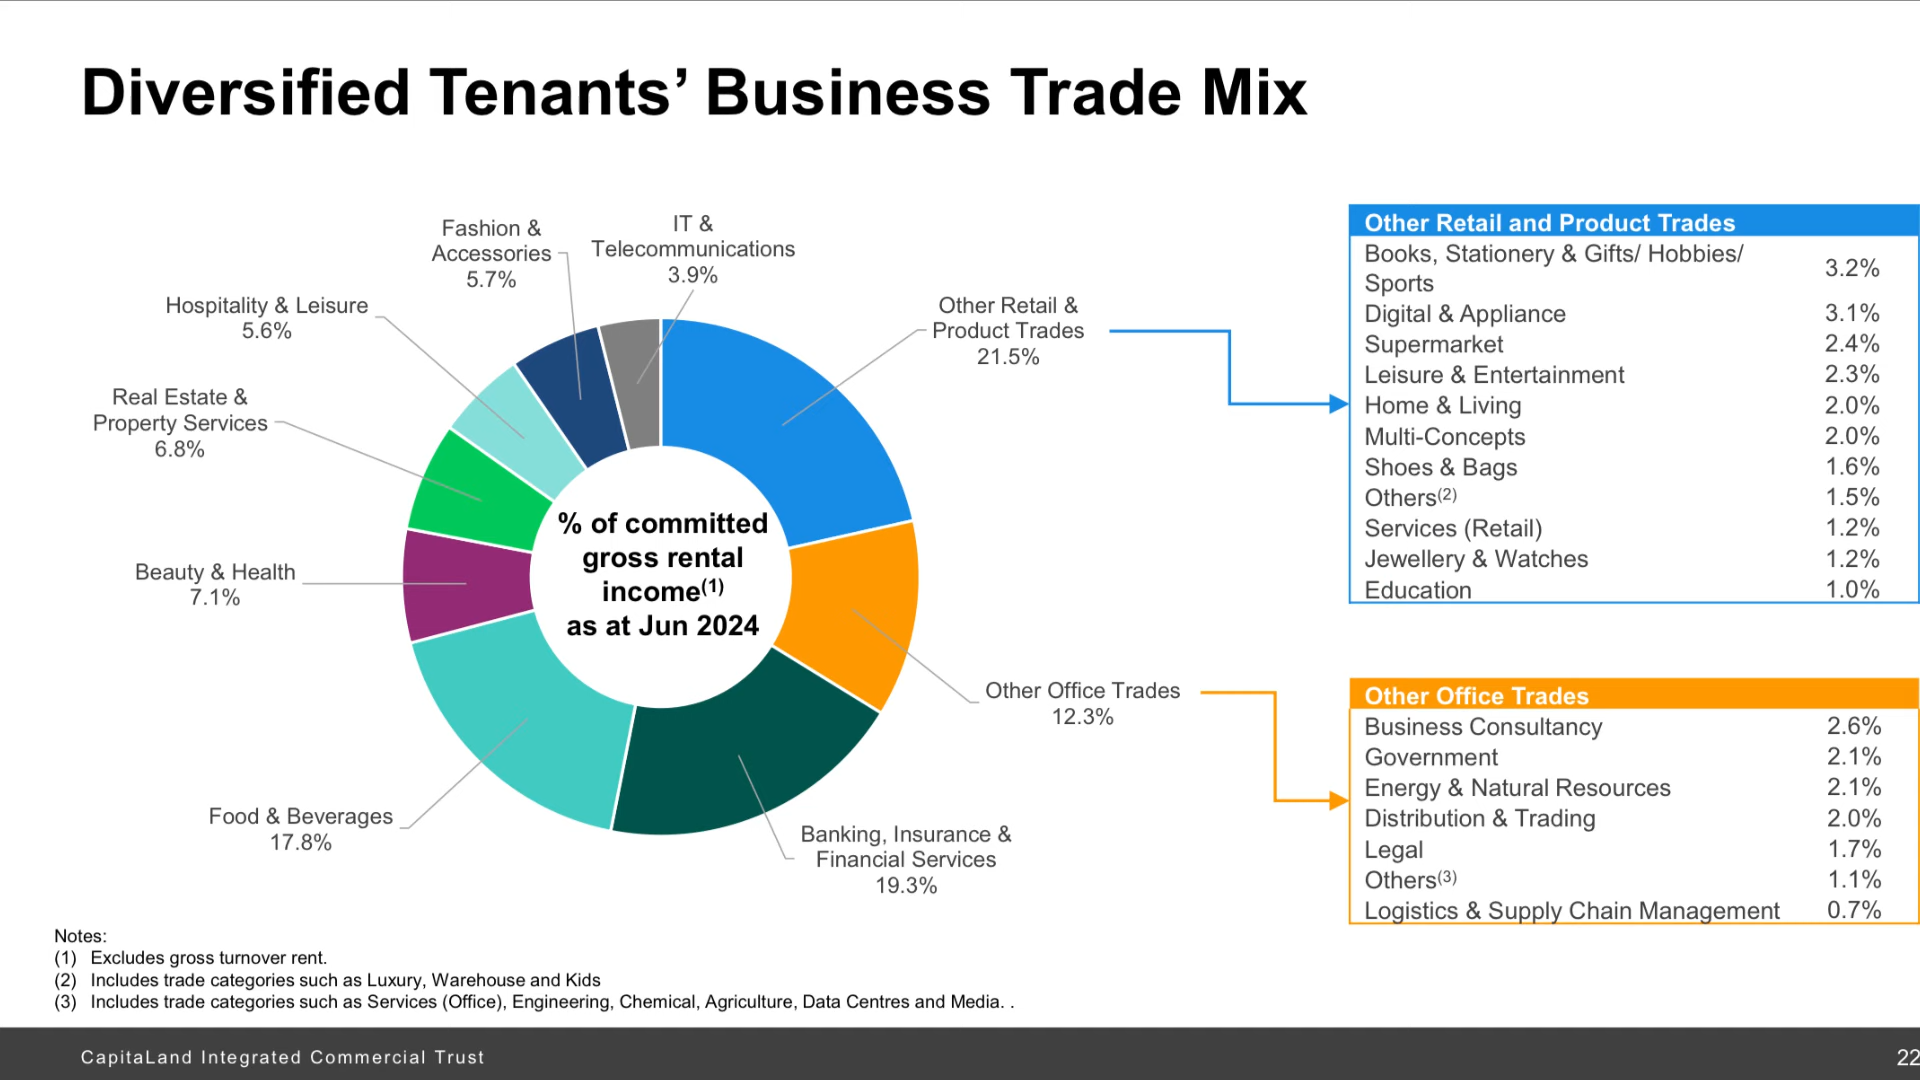 Diversified Tenants’ Business Trade Mix
Fashion &
Accessories
5.7%
IT &
Telecommunications
3.9%
Hospitality & Leisure
5.6%
Other Retail &
Product Trades
21.5%
Real Estate &
Property Services
6.8%
% of committed
gross rental
income(1)
as at Jun 2024
Beauty & Health
7.1%
Other Office Trades
12.3%
Food & Beverages
17.8%
Banking, Insurance &
Financial Services
19.3%
Other Retail and Product Trades
Books, Stationery & Gifts/ Hobbies/
Sports 3.2%
Digital & Appliance 3.1%
Supermarket 2.4%
Leisure & Entertainment 2.3%
Home & Living 2.0%
Multi-Concepts 2.0%
Shoes & Bags 1.6%
Others(2) 1.5%
Services (Retail) 1.2%
Jewellery & Watches 1.2%
Education 1.0%
Other Office Trades
Business Consultancy 2.6%
Government 2.1%
Energy & Natural Resources 2.1%
Distribution & Trading 2.0%
Legal 1.7%
Others(3) 1.1%
Logistics & Supply Chain Management 0.7%
Notes:
(1) Excludes gross turnover rent.
(2) Includes trade categories such as Luxury, Warehouse and Kids
(3) Includes trade categories such as Services (Office), Engineering, Chemical, Agriculture, Data Centres and Media. .
CapitaLand Integrated Commercial Trust
22